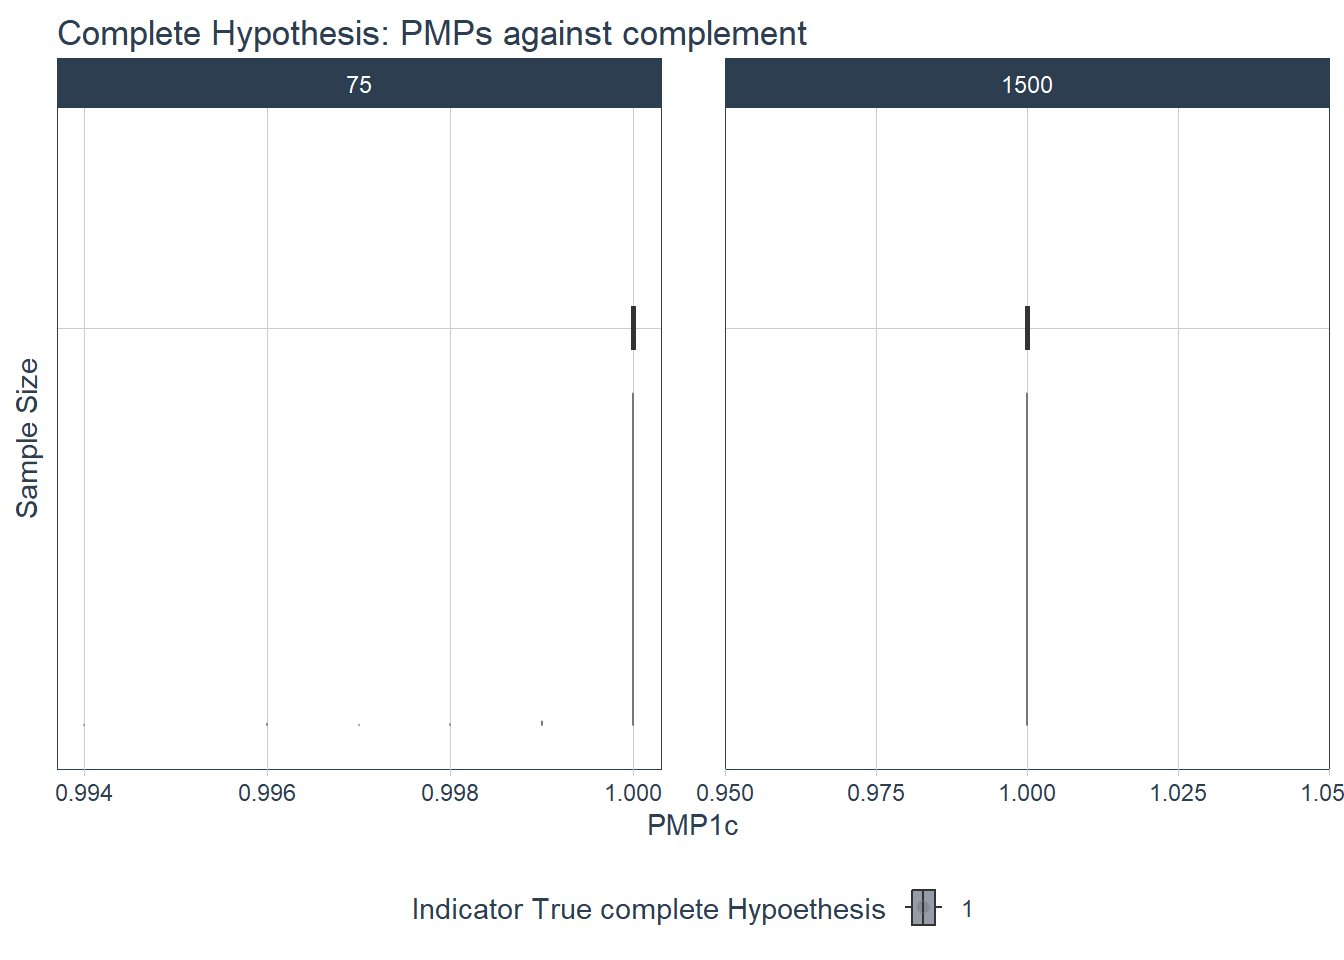 Complete Hypothesis: PMPs against complement
75
1500
Sample Size
0.994 0.996 0.998 1.000 0.950 0.975 1.000 1.025 1.05
PMP1c
Indicator True complete Hypoethesis 1